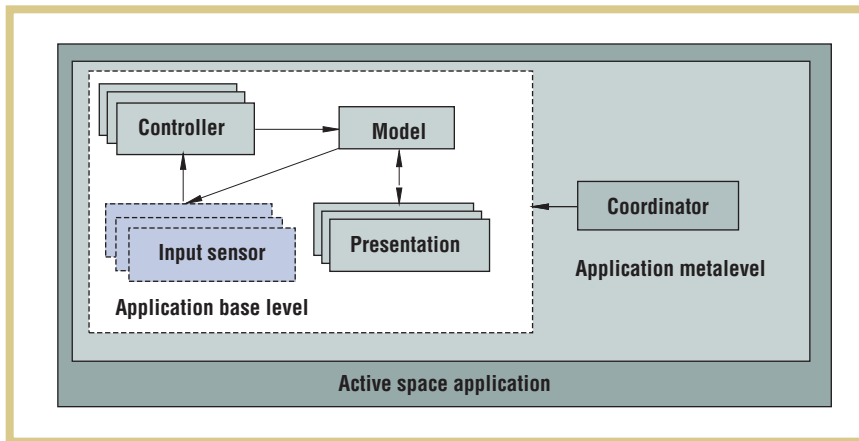 Controller
Model
Coordinator
Input sensor
Presentation
Application metalevel
Application base level
Active space application